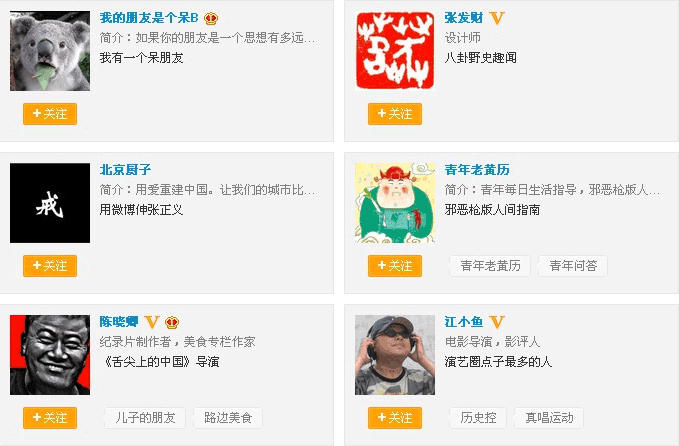 我的朋友是个呆B
简介：如果你的朋友是一个思想有多远...
我有一个呆朋友
+关注
张发财
设计师
八卦野史趣闻
+关注
北京厨子
简介：用爱重建中国。让我们的城市比...
用微博伸张正义
戒
+关注
青年老黄历
简介：青年每日生活指导，邪恶枪版人...
邪恶枪版人间指南
+关注
青年老黄历
青年问答
陈晓卿
纪录片制作者，美食专栏作家
《舌尖上的中国》导演
+关注
儿子的朋友
路边美食
江小鱼
电影导演，影评人
演艺圈点子最多的人
+关注
历史控
真唱运动